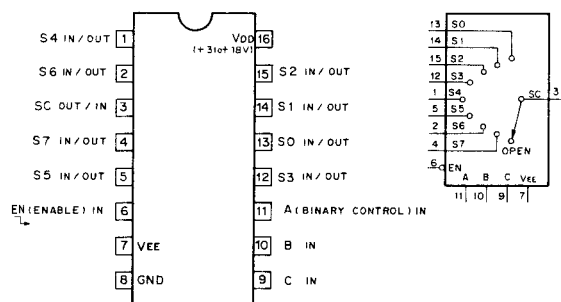 S4 IN/OUT 1
16 VDD
(+3 to +18V)
S6 IN/OUT 2
15 S2 IN/OUT
SC OUT/IN 3
14 S1 IN/OUT
S7 IN/OUT 4
13 S0 IN/OUT
S5 IN/OUT 5
12 S3 IN/OUT
EN (ENABLE) IN 6
11 A (BINARY CONTROL) IN
7 VEE
10 B IN
8 GND
9 C IN
13 S0
14 S1
15 S2
12 S3
1 S4
SC 3
5 S5
2 S6
4 S7
OPEN
6 EN
A B C VEE
11 10 9 7